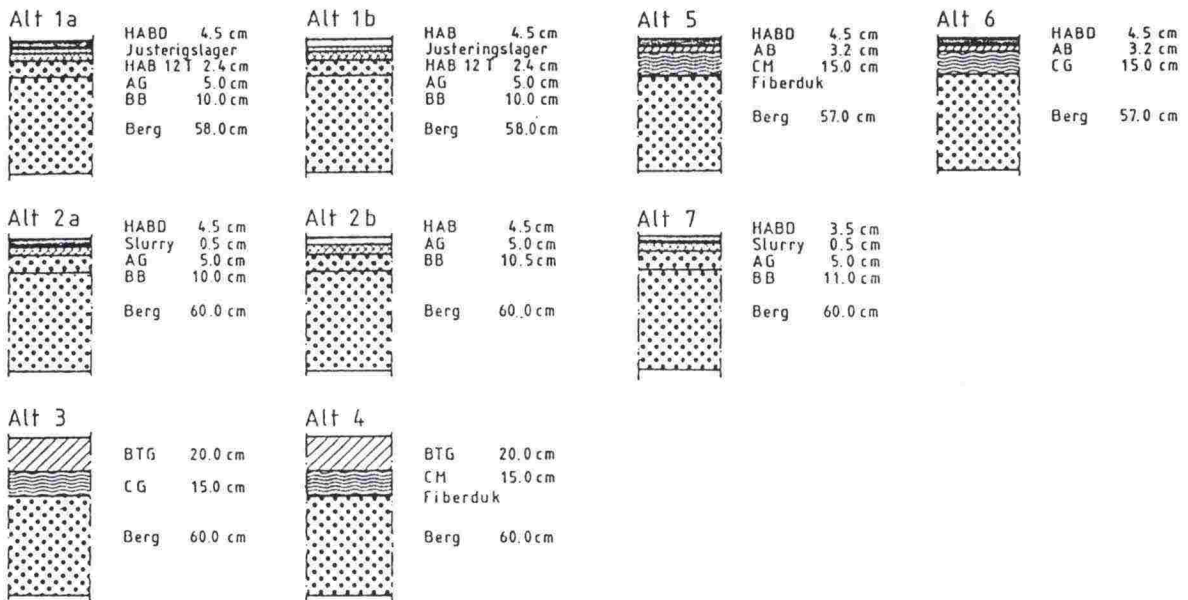 Alt 1a
HABD 4.5 cm
Justerigslager
HAB 12 T 2.4 cm
AG 5.0 cm
BB 10.0 cm
Berg 58.0 cm
Alt 1b
HAB 4.5 cm
Justeringslager
HAB 12 T 2.4 cm
AG 5.0 cm
BB 10.0 cm
Berg 58.0 cm
Alt 5
HABD 4.5 cm
AB 3.2 cm
CM 15.0 cm
Fiberduk
Berg 57.0 cm
Alt 6
HABD 4.5 cm
AB 3.2 cm
CG 15.0 cm
Berg 57.0 cm
Alt 2a
HABD 4.5 cm
Slurry 0.5 cm
AG 5.0 cm
BB 10.0 cm
Berg 60.0 cm
Alt 2b
HAB 4.5 cm
AG 5.0 cm
BB 10.5 cm
Berg 60.0 cm
Alt 7
HABD 3.5 cm
Slurry 0.5 cm
AG 5.0 cm
BB 11.0 cm
Berg 60.0 cm
Alt 3
BTG 20.0 cm
CG 15.0 cm
Berg 60.0 cm
Alt 4
BTG 20.0 cm
CM 15.0 cm
Fiberduk
Berg 60.0 cm